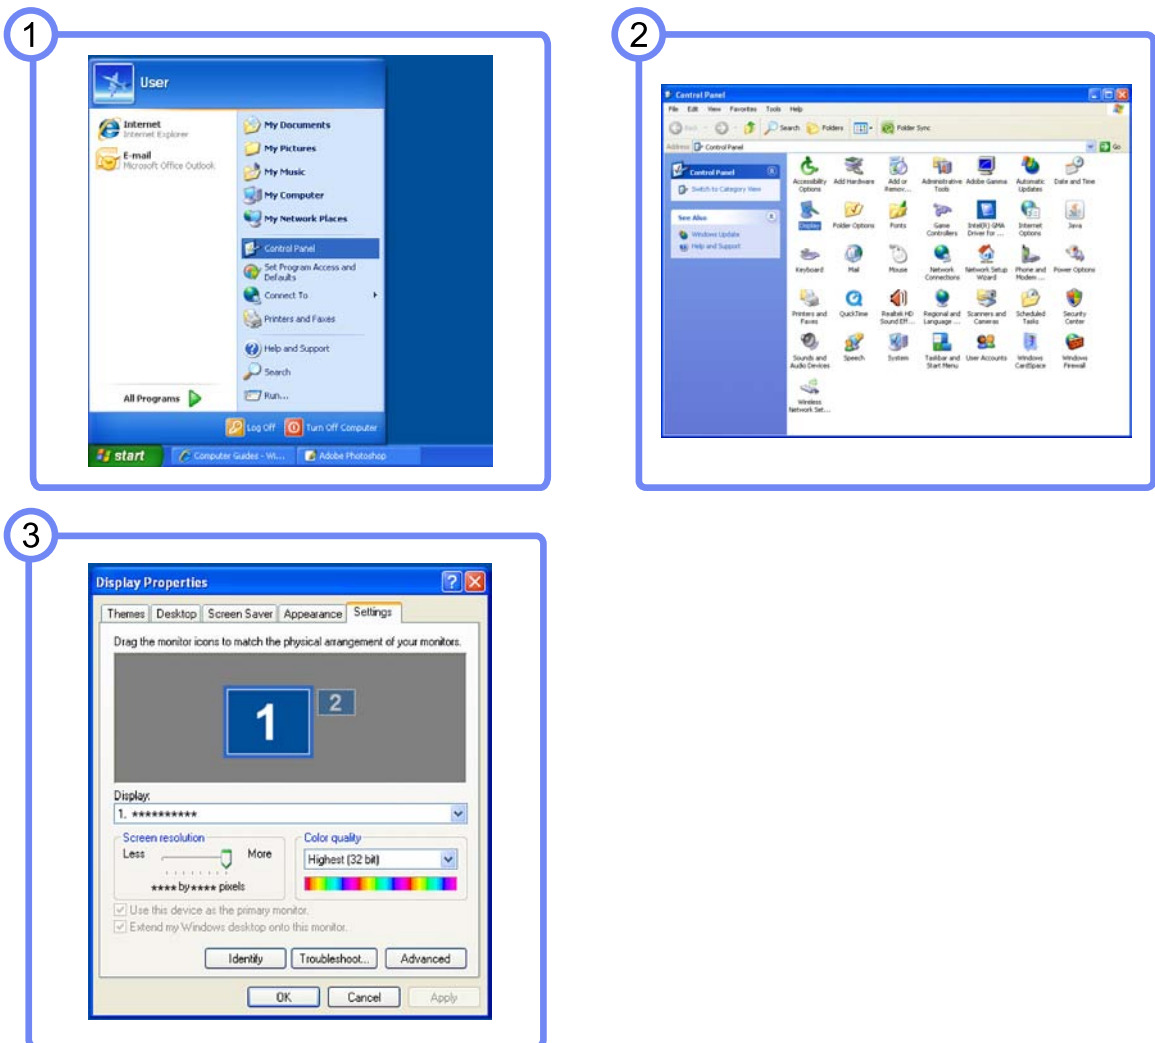 1
User
Internet
Internet Explorer
E-mail
Microsoft Office Outlook
All Programs
My Documents
My Pictures
My Music
My Computer
My Network Places
Control Panel
Set Program Access and
Defaults
Connect To
Printers and Faxes
Help and Support
Search
Run...
Log Off
Turn Off Computer
start
Computer Guides - Wi...
Adobe Photoshop
2
Control Panel
File Edit View Favorites Tools Help
Back Search Folders Folder Sync
Address Control Panel Go
Control Panel
Switch to Category View
See Also
Windows Update
Help and Support
Accessibility
Options
Add Hardware
Add or
Remov...
Administrative
Tools
Adobe Gamma
Automatic
Updates
Date and Time
Display
Folder Options
Fonts
Game
Controllers
Intel(R) GMA
Driver for ...
Internet
Options
Java
Keyboard
Mail
Mouse
Network
Connections
Network Setup
Wizard
Phone and
Modem ...
Power Options
Printers and
Faxes
QuickTime
Realtek HD
Sound Eff...
Regional and
Language ...
Scanners and
Cameras
Scheduled
Tasks
Security
Center
Sounds and
Audio Devices
Speech
System
Taskbar and
Start Menu
User Accounts
Windows
CardSpace
Windows
Firewall
Wireless
Network Set...
3
Display Properties
Themes Desktop Screen Saver Appearance Settings
Drag the monitor icons to match the physical arrangement of your monitors.
1
2
Display:
1. **********
Screen resolution
Less More
**** by **** pixels
Color quality
Highest (32 bit)
Use this device as the primary monitor.
Extend my Windows desktop onto this monitor.
Identify Troubleshoot... Advanced
OK Cancel Apply